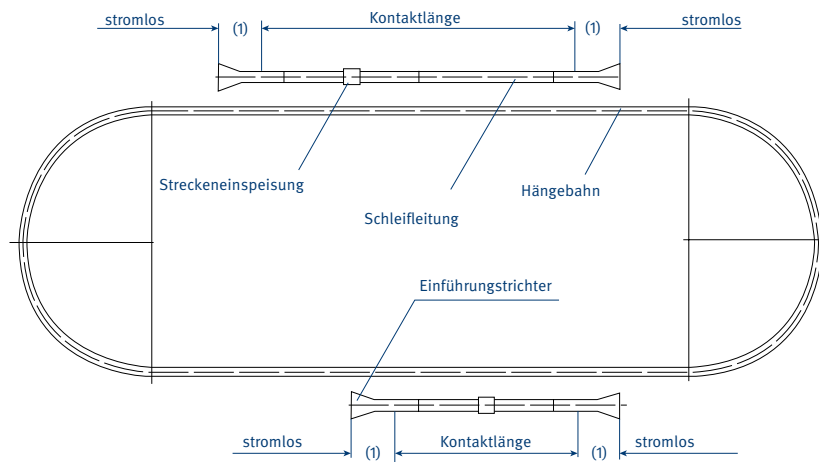 stromlos (1) Kontaktlänge (1) stromlos
Streckeneinspeisung
Schleifleitung
Hängebahn
Einführungstrichter
stromlos (1) Kontaktlänge (1) stromlos